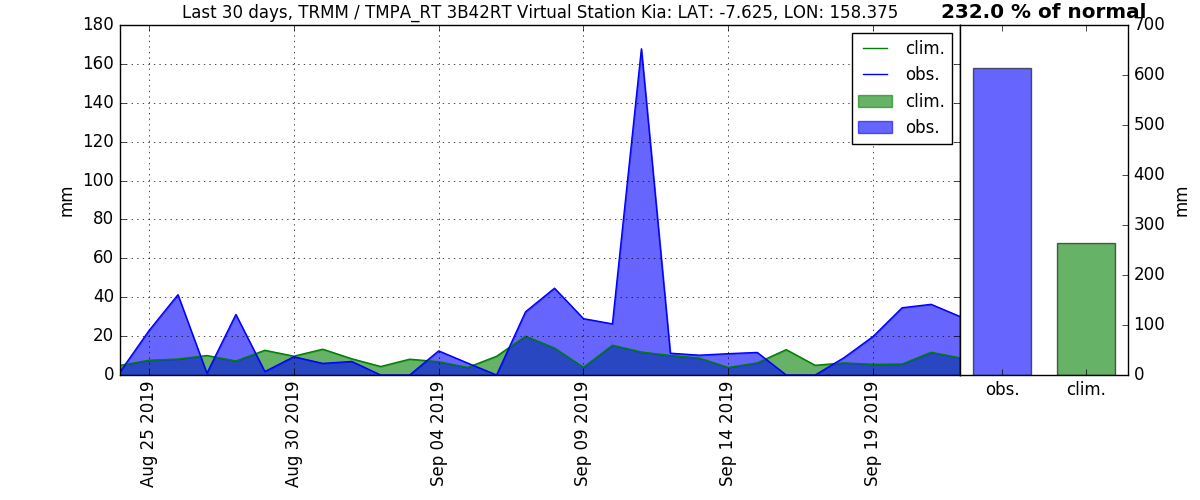 Last 30 days, TRMM / TMPA_RT 3B42RT Virtual Station Kia: LAT: -7.625, LON: 158.375
232.0 % of normal
180
160
140
120
100
80
60
40
20
0
mm
clim.
obs.
clim.
obs.
Aug 25 2019
Aug 30 2019
Sep 04 2019
Sep 09 2019
Sep 14 2019
Sep 19 2019
700
600
500
400
300
200
100
0
mm
obs.
clim.